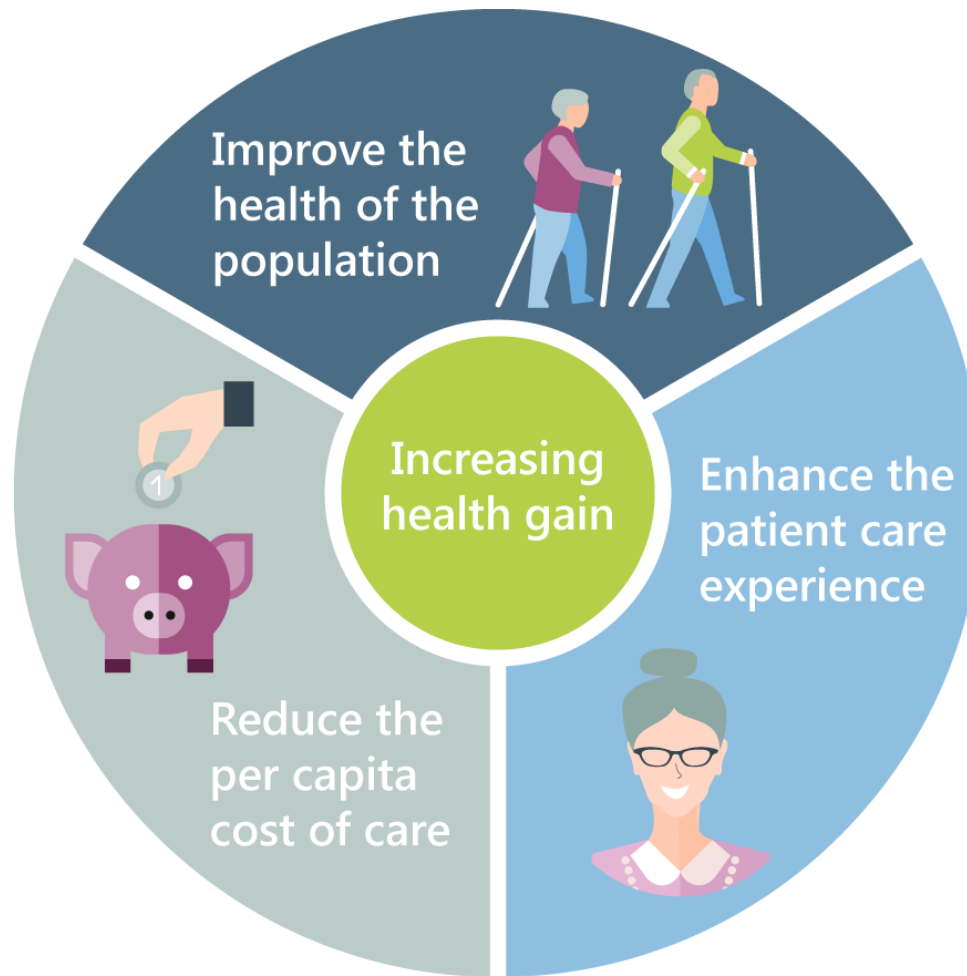 Improve the
health of the
population
Increasing
health gain
Enhance the
patient care
experience
1
Reduce the
per capita
cost of care